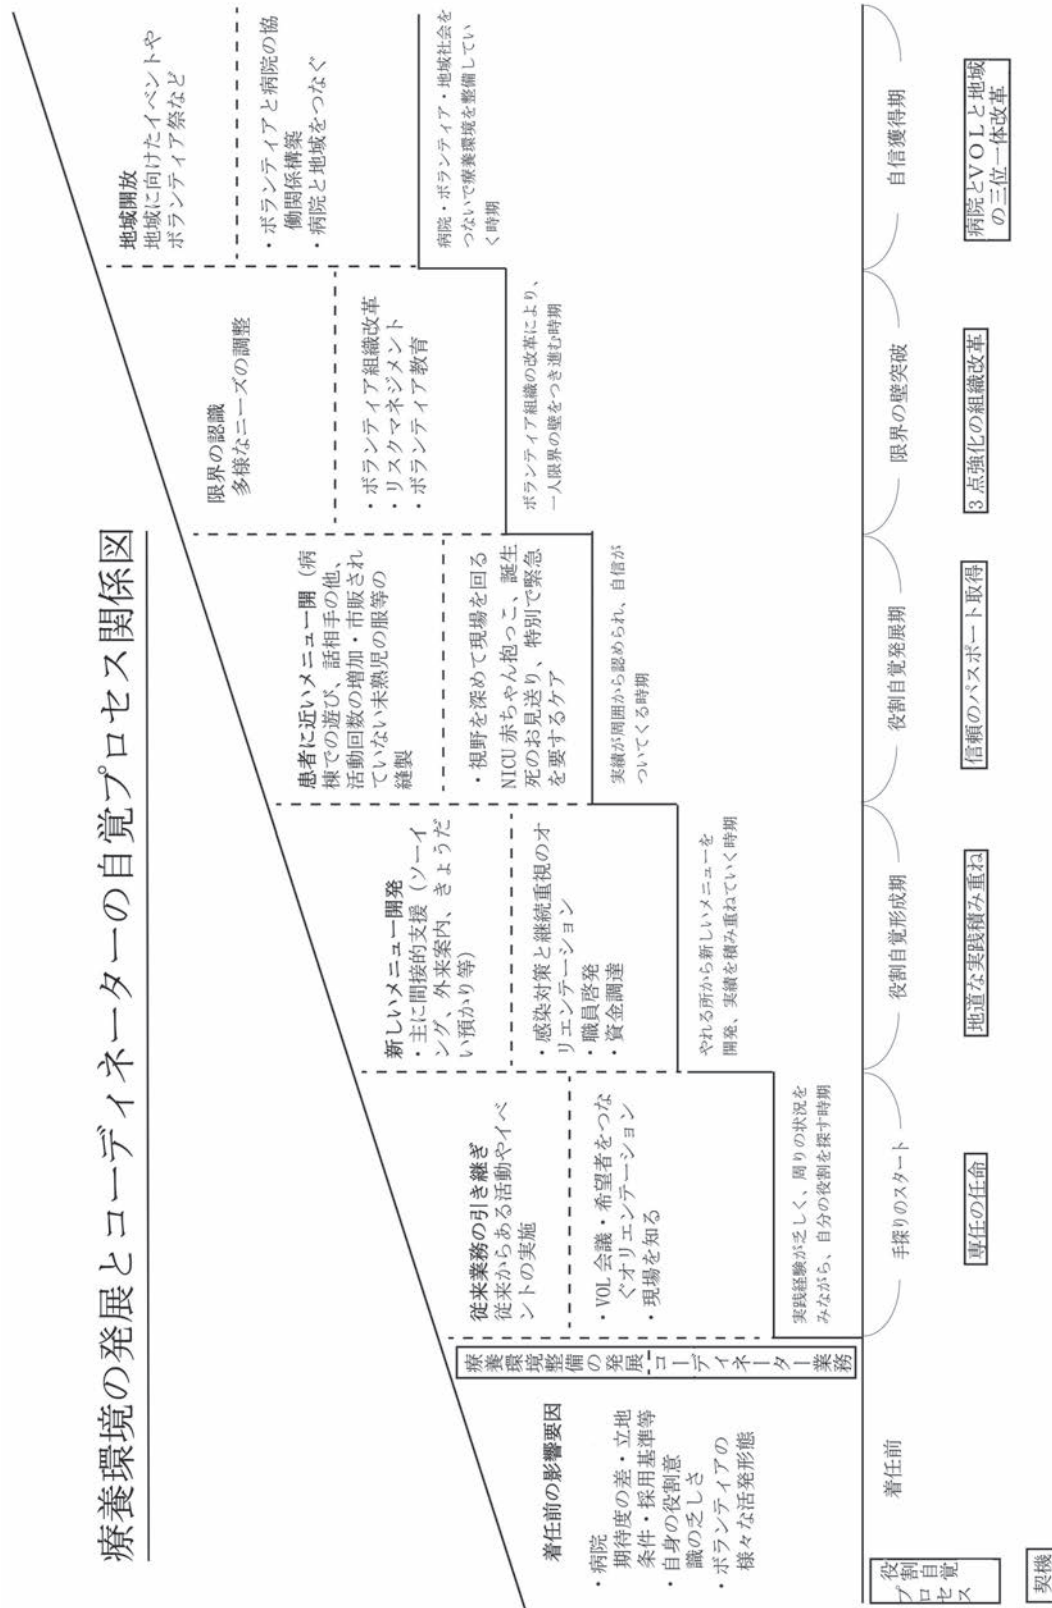 療養環境の発展とコーディネーターの自覚プロセス関係図
着任前の影響要因
・病院
期待度の差・立地
条件・採用基準等
・自身の役割意
識の乏しさ
・ボランティアの
様々な活発形態
療養環境整備の発展
コーディネーター業務
従来業務の引き継ぎ
従来からある活動やイベ
ントの実施
・VOL会議・希望者をつな
ぐオリエンテーション
・現場を知る
実践経験が乏しく、周りの状況を
みながら、自分の役割を探す時期
新しいメニュー開発
・主に間接的支援（ソーイ
ング、外来案内、きょうだ
い預かり等）
・感染対策と継続重視のオ
リエンテーション
・職員啓発
・資金調達
やれる所から新しいメニューを
開発、実績を積み重ねていく時期
患者に近いメニュー開（病
棟での遊び、話相手の他、
活動回数の増加・市販され
ていない未熟児の服等の
縫製
・視野を深めて現場を回る
NICU赤ちゃん抱っこ、誕生
死のお見送り、特別で緊急
を要するケア
実績が周囲から認められ、自信が
ついてくる時期
限界の認識
多様なニーズの調整
・ボランティア組織改革
・リスクマネジメント
・ボランティア教育
ボランティア組織の改革により、
一人限界の壁をつき進む時期
地域開放
地域に向けたイベントや
ボランティア祭など
・ボランティアと病院の協
働関係構築
・病院と地域をつなぐ
病院・ボランティア・地域社会を
つないで療養環境を整備してい
く時期
役割自覚
プロセス
着任前
手探りのスタート
役割自覚形成期
役割自覚発展期
限界の壁突破
自信獲得期
契機
専任の任命
地道な実践積み重ね
信頼のパスポート取得
3点強化の組織改革
病院とVOLと地域
の三位一体改革